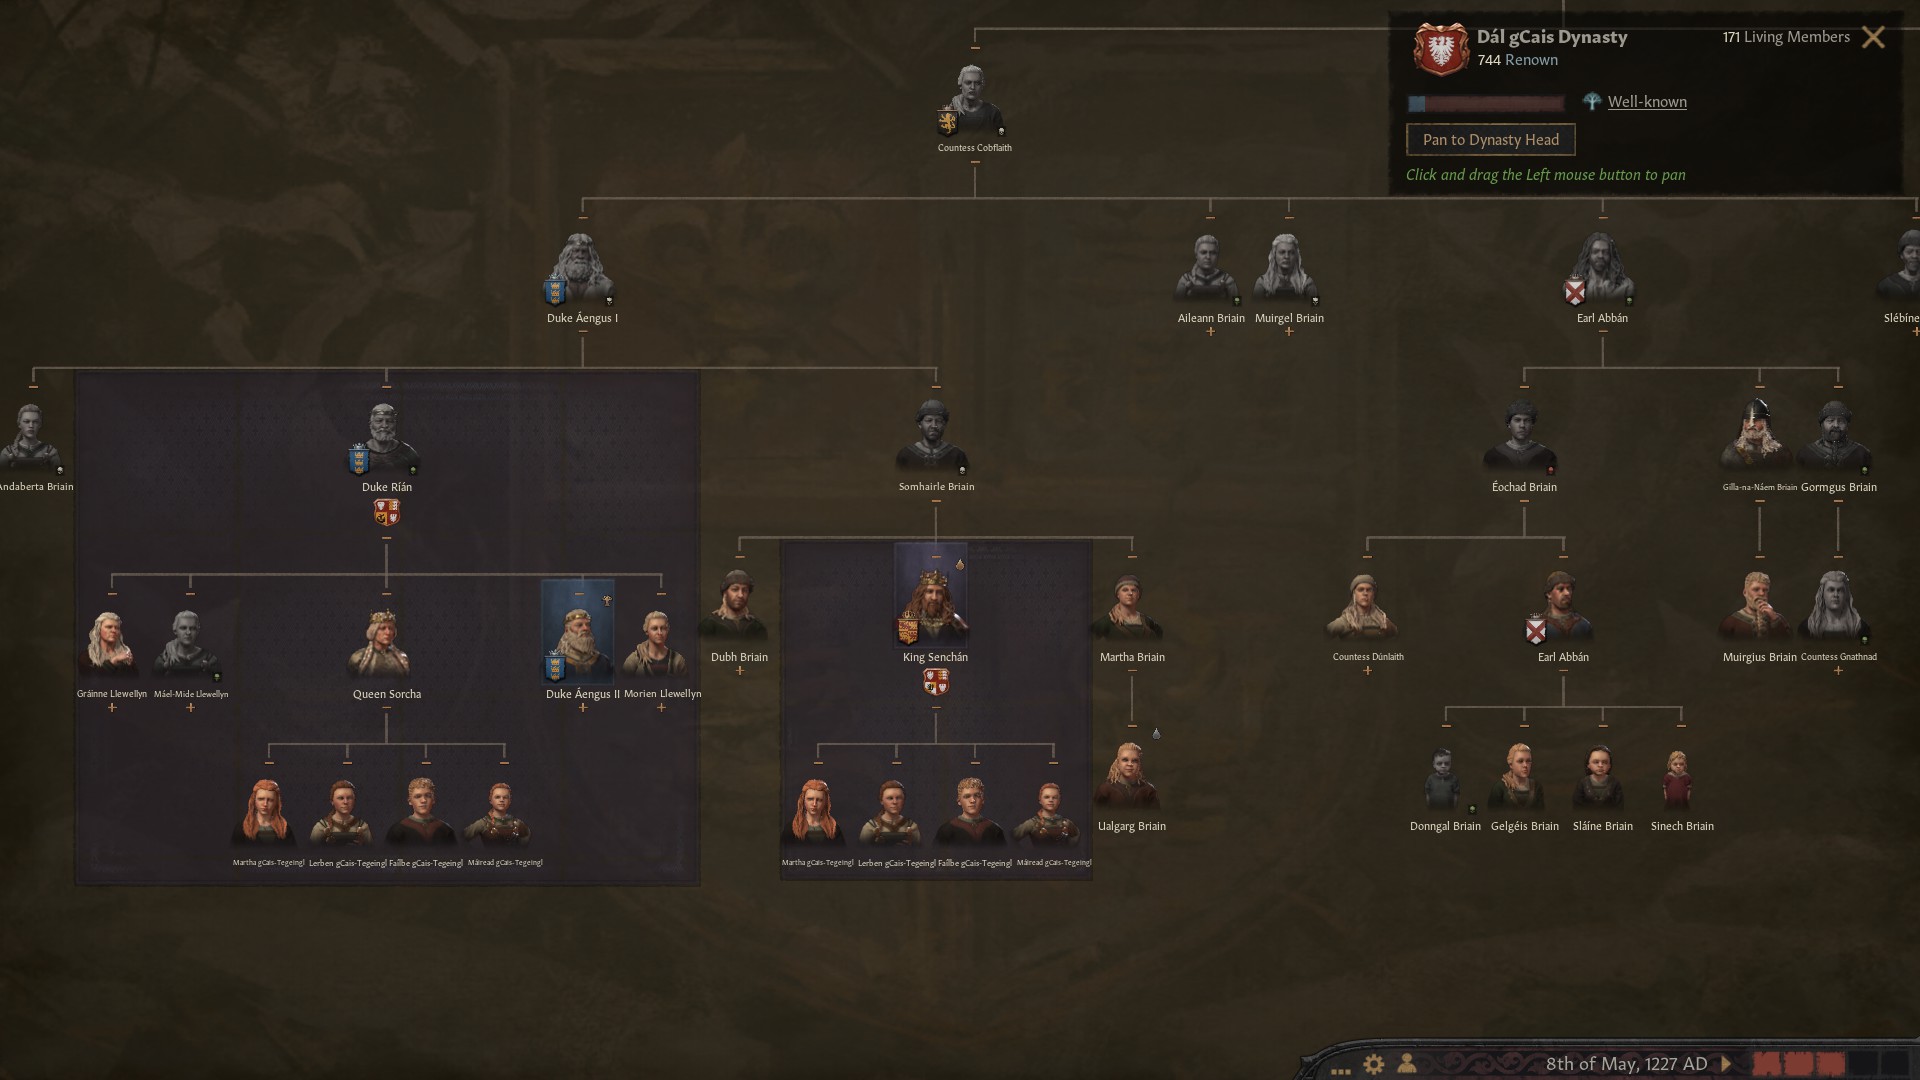 Dál gCais Dynasty
171 Living Members
744 Renown
Well-known
Pan to Dynasty Head
Click and drag the Left mouse button to pan
Countess Cobflaith
Duke Áengus I
Aileann Briain
Muirgel Briain
Earl Abbán
Slébíne
Andaberta Briain
Duke Ríán
Somhairle Briain
Éochad Briain
Gilla-na-Náem Briain
Gormgus Briain
Dubh Briain
King Senchán
Martha Briain
Countess Dúnlaith
Earl Abbán
Muirgius Briain
Countess Gnathnad
Gráinne Llewellyn
Máel-Mide Llewellyn
Queen Sorcha
Duke Áengus II
Morien Llewellyn
Ualgarg Briain
Donngal Briain
Gelgéis Briain
Sláine Briain
Sinech Briain
Martha gCais-Tegeingl
Lerben gCais-Tegeingl
Failbe gCais-Tegeingl
Máiread gCais-Tegeingl
Martha gCais-Tegeingl
Lerben gCais-Tegeingl
Failbe gCais-Tegeingl
Máiread gCais-Tegeingl
8th of May, 1227 AD